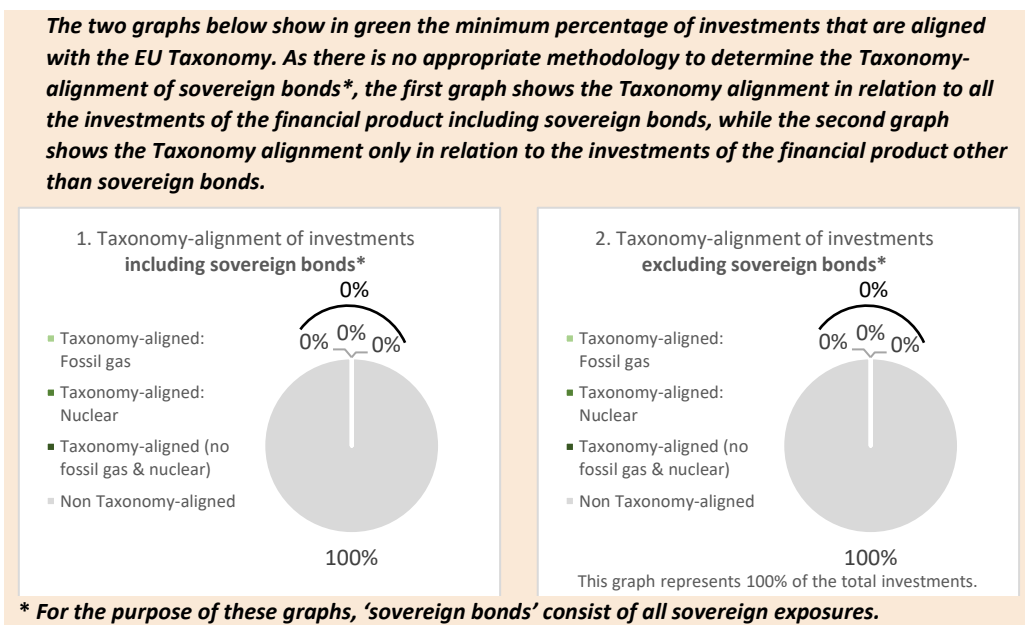 The two graphs below show in green the minimum percentage of investments that are aligned
with the EU Taxonomy. As there is no appropriate methodology to determine the Taxonomy-
alignment of sovereign bonds*, the first graph shows the Taxonomy alignment in relation to all
the investments of the financial product including sovereign bonds, while the second graph
shows the Taxonomy alignment only in relation to the investments of the financial product other
than sovereign bonds.
1. Taxonomy-alignment of investments
including sovereign bonds*
0%
0% 0% 0%
Taxonomy-aligned:
Fossil gas
Taxonomy-aligned:
Nuclear
Taxonomy-aligned (no
fossil gas & nuclear)
Non Taxonomy-aligned
100%
2. Taxonomy-alignment of investments
excluding sovereign bonds*
0%
0% 0% 0%
Taxonomy-aligned:
Fossil gas
Taxonomy-aligned:
Nuclear
Taxonomy-aligned (no
fossil gas & nuclear)
Non Taxonomy-aligned
100%
This graph represents 100% of the total investments.
* For the purpose of these graphs, ‘sovereign bonds’ consist of all sovereign exposures.